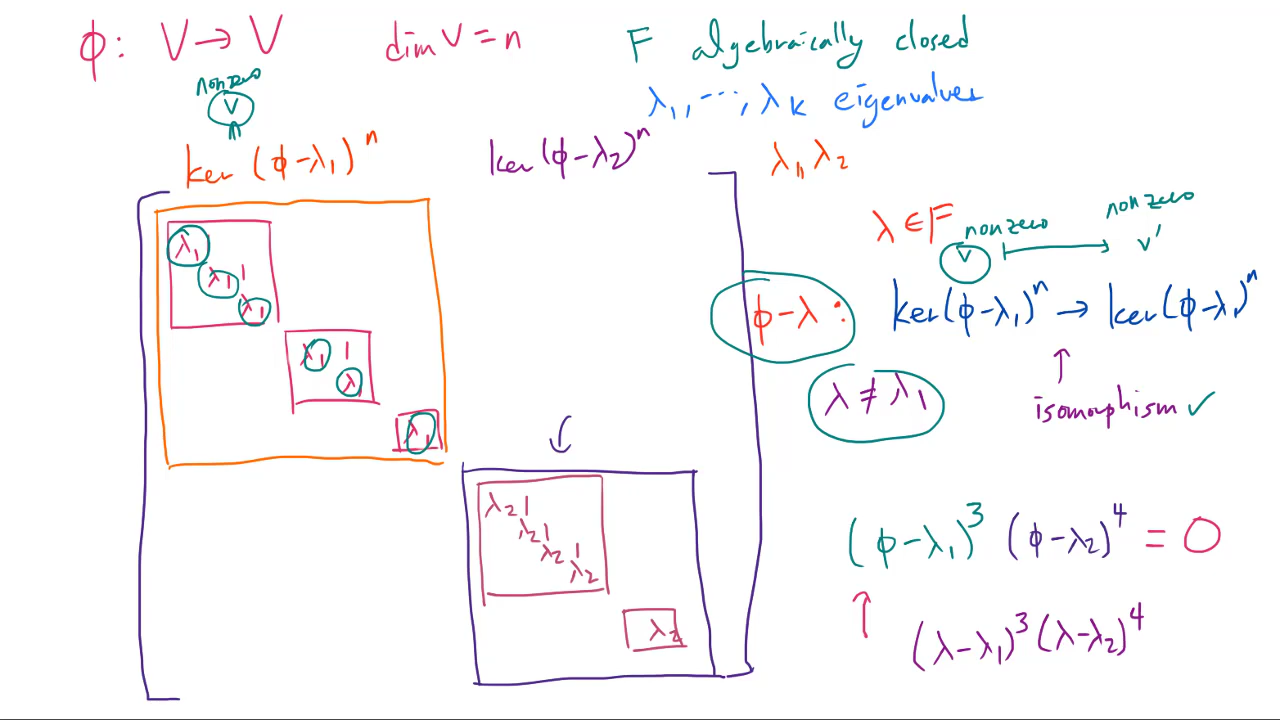 ϕ: V → V dim V = n F algebraically closed
λ₁, ⋯, λₖ eigenvalues
nonzero
v
ker (ϕ-λ₁)ⁿ ker(ϕ-λ₂)ⁿ λ₁, λ₂
λ ∈ F
nonzero nonzero
v ↦ v'
ϕ-λ : ker(ϕ-λ₁)ⁿ → ker(ϕ-λ₁)ⁿ
λ ≠ λ₁ ↑
isomorphism ✓
λ₁
λ₁ 1
λ₁
λ₁ 1
λ
λ₁
λ₂ 1
λ₂ 1
λ₂ 1
λ₂
λ₂
(ϕ-λ₁)³ (ϕ-λ₂)⁴ = 0
↑ (λ-λ₁)³(λ-λ₂)⁴